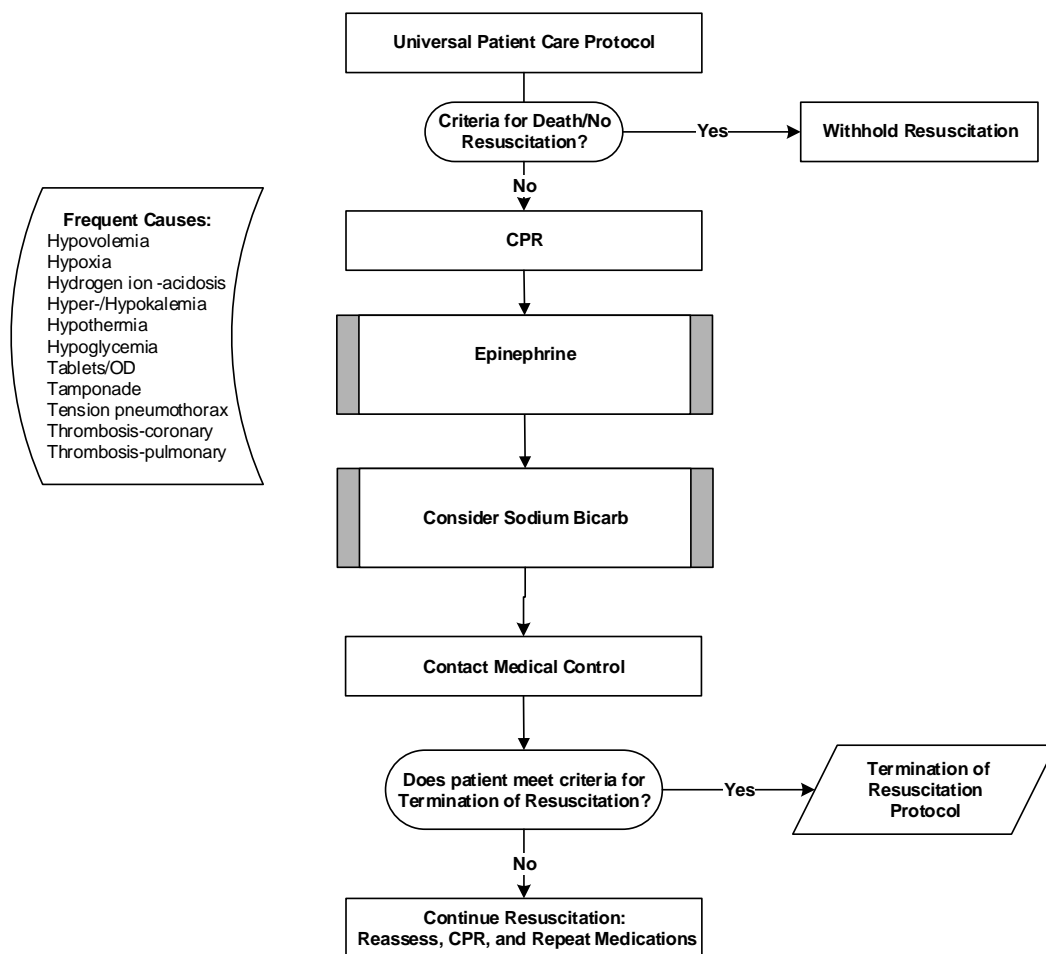 Universal Patient Care Protocol
Criteria for Death/No
Resuscitation?
Yes
Withhold Resuscitation
No
Frequent Causes:
Hypovolemia
Hypoxia
Hydrogen ion -acidosis
Hyper-/Hypokalemia
Hypothermia
Hypoglycemia
Tablets/OD
Tamponade
Tension pneumothorax
Thrombosis-coronary
Thrombosis-pulmonary
CPR
Epinephrine
Consider Sodium Bicarb
Contact Medical Control
Does patient meet criteria for
Termination of Resuscitation?
Yes
Termination of
Resuscitation
Protocol
No
Continue Resuscitation:
Reassess, CPR, and Repeat Medications